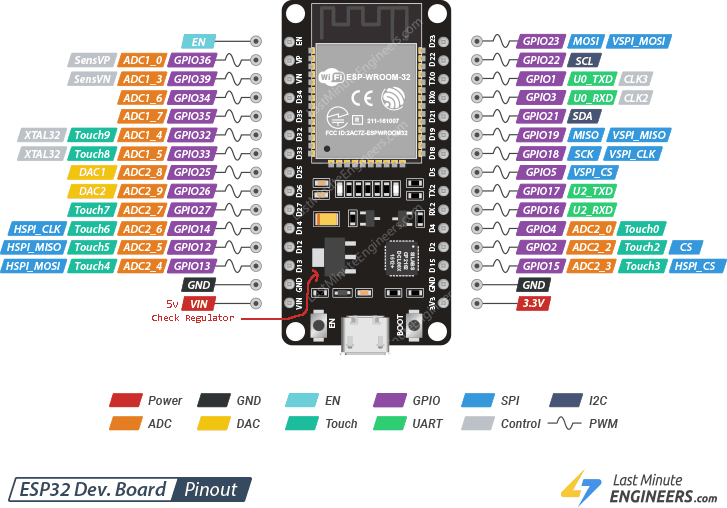 EN
SensVP ADC1_0 GPIO36
SensVN ADC1_3 GPIO39
ADC1_6 GPIO34
ADC1_7 GPIO35
XTAL32 Touch9 ADC1_4 GPIO32
XTAL32 Touch8 ADC1_5 GPIO33
DAC1 ADC2_8 GPIO25
DAC2 ADC2_9 GPIO26
Touch7 ADC2_7 GPIO27
HSPI_CLK Touch6 ADC2_6 GPIO14
HSPI_MISO Touch5 ADC2_5 GPIO12
HSPI_MOSI Touch4 ADC2_4 GPIO13
GND
5v VIN
Check Regulator
EN
VP
VN
D34
D35
D32
D33
D25
D26
D27
D14
D12
D13
GND
VIN
WiFi ESP-WROOM-32
CE
R 211-161007
FCC ID:2AC7Z-ESPWROOM32
SILABS
CP2102
EN
BOOT
D23
D22
TX0
RX0
D21
D19
D18
D5
TX2
RX2
D4
D2
D15
GND
3V3
GPIO23 MOSI VSPI_MOSI
GPIO22 SCL
GPIO1 U0_TXD CLK3
GPIO3 U0_RXD CLK2
GPIO21 SDA
GPIO19 MISO VSPI_MISO
GPIO18 SCK VSPI_CLK
GPIO5 VSPI_CS
GPIO17 U2_TXD
GPIO16 U2_RXD
GPIO4 ADC2_0 Touch0
GPIO2 ADC2_2 Touch2 CS
GPIO15 ADC2_3 Touch3 HSPI_CS
GND
3.3V
LastMinuteEngineers.com
Power GND EN GPIO SPI I2C
ADC DAC Touch UART Control PWM
ESP32 Dev. Board Pinout
Last Minute
ENGINEERS.com